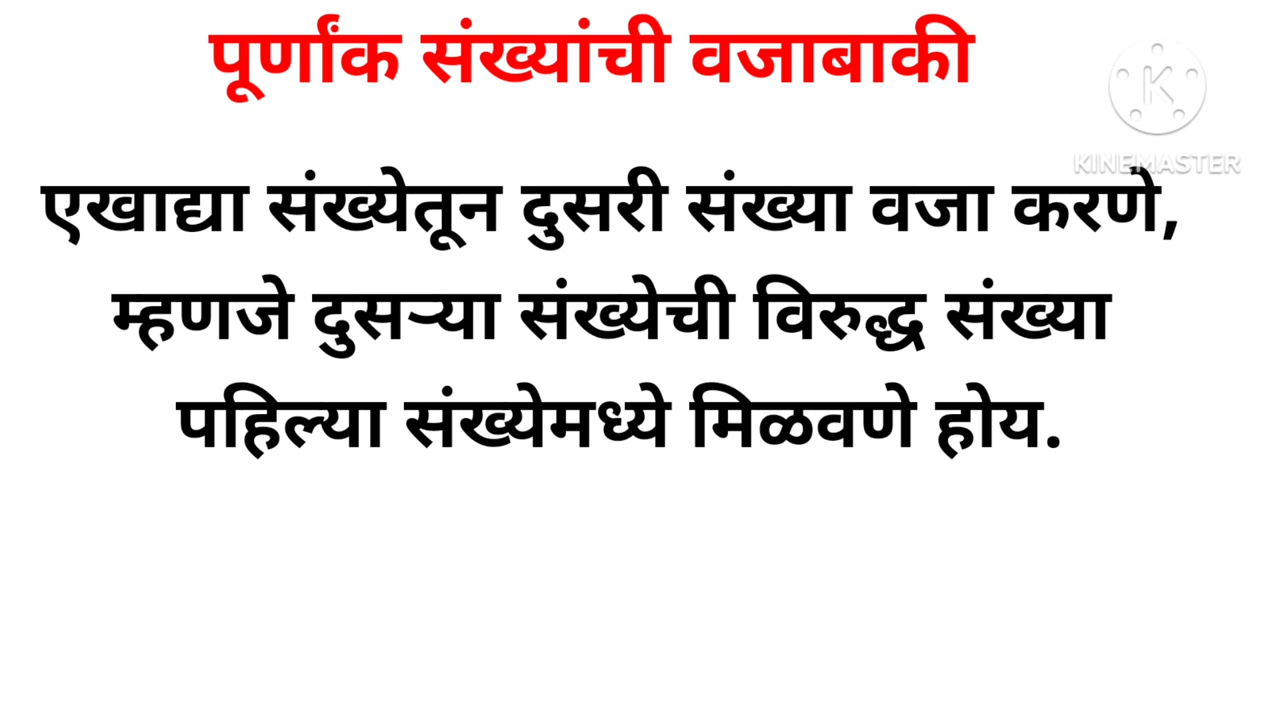 पूर्णांक संख्यांची वजाबाकी
K
KINEMASTER
एखाद्या संख्येतून दुसरी संख्या वजा करणे,
म्हणजे दुसऱ्या संख्येची विरुद्ध संख्या
पहिल्या संख्येमध्ये मिळवणे होय.